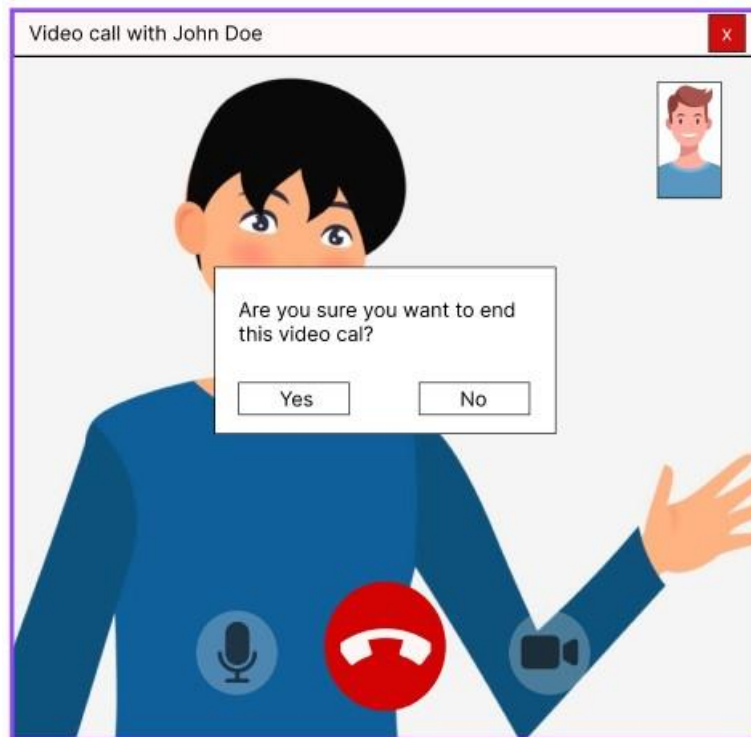 Video call with John Doe
x
Are you sure you want to end
this video cal?
Yes
No